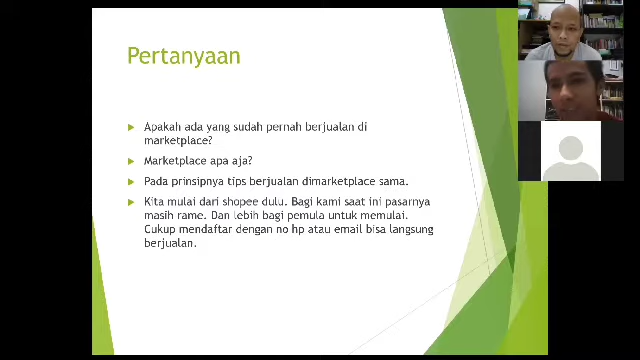 Pertanyaan
Apakah ada yang sudah pernah berjualan di
marketplace?
Marketplace apa aja?
Pada prinsipnya tips berjualan dimarketplace sama.
Kita mulai dari shopee dulu. Bagi kami saat ini pasarnya
masih rame. Dan lebih bagi pemula untuk memulai.
Cukup mendaftar dengan no hp atau email bisa langsung
berjualan.